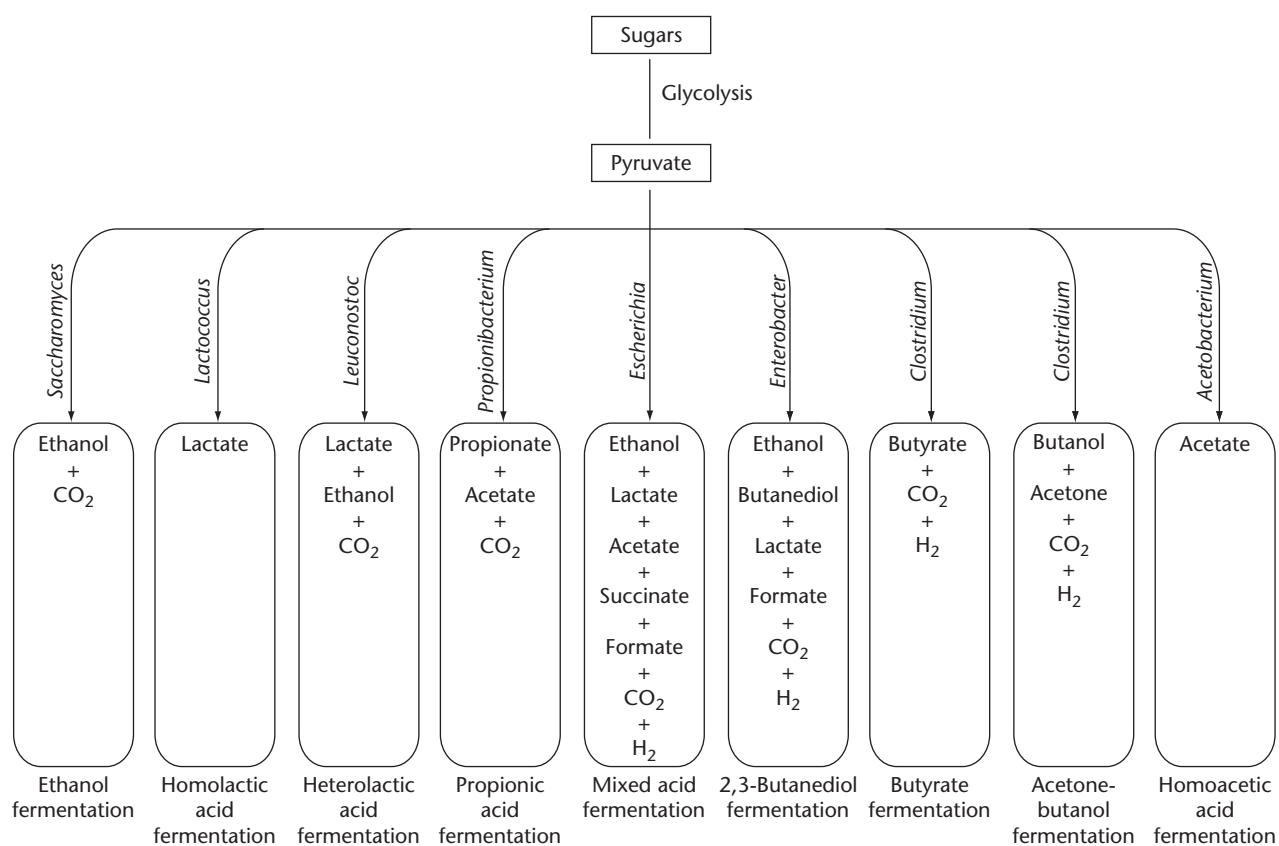 Sugars
Glycolysis
Pyruvate
Saccharomyces
Lactococcus
Leuconostoc
Propionibacterium
Escherichia
Enterobacter
Clostridium
Clostridium
Acetobacterium
Ethanol
+
CO₂
Lactate
Lactate
+
Ethanol
+
CO₂
Propionate
+
Acetate
+
CO₂
Ethanol
+
Lactate
+
Acetate
+
Succinate
+
Formate
+
CO₂
+
H₂
Ethanol
+
Butanediol
+
Lactate
+
Formate
+
CO₂
+
H₂
Butyrate
+
CO₂
+
H₂
Butanol
+
Acetone
+
CO₂
+
H₂
Acetate
Ethanol
fermentation
Homolactic
acid
fermentation
Heterolactic
acid
fermentation
Propionic
acid
fermentation
Mixed acid
fermentation
2,3-Butanediol
fermentation
Butyrate
fermentation
Acetone-
butanol
fermentation
Homoacetic
acid
fermentation